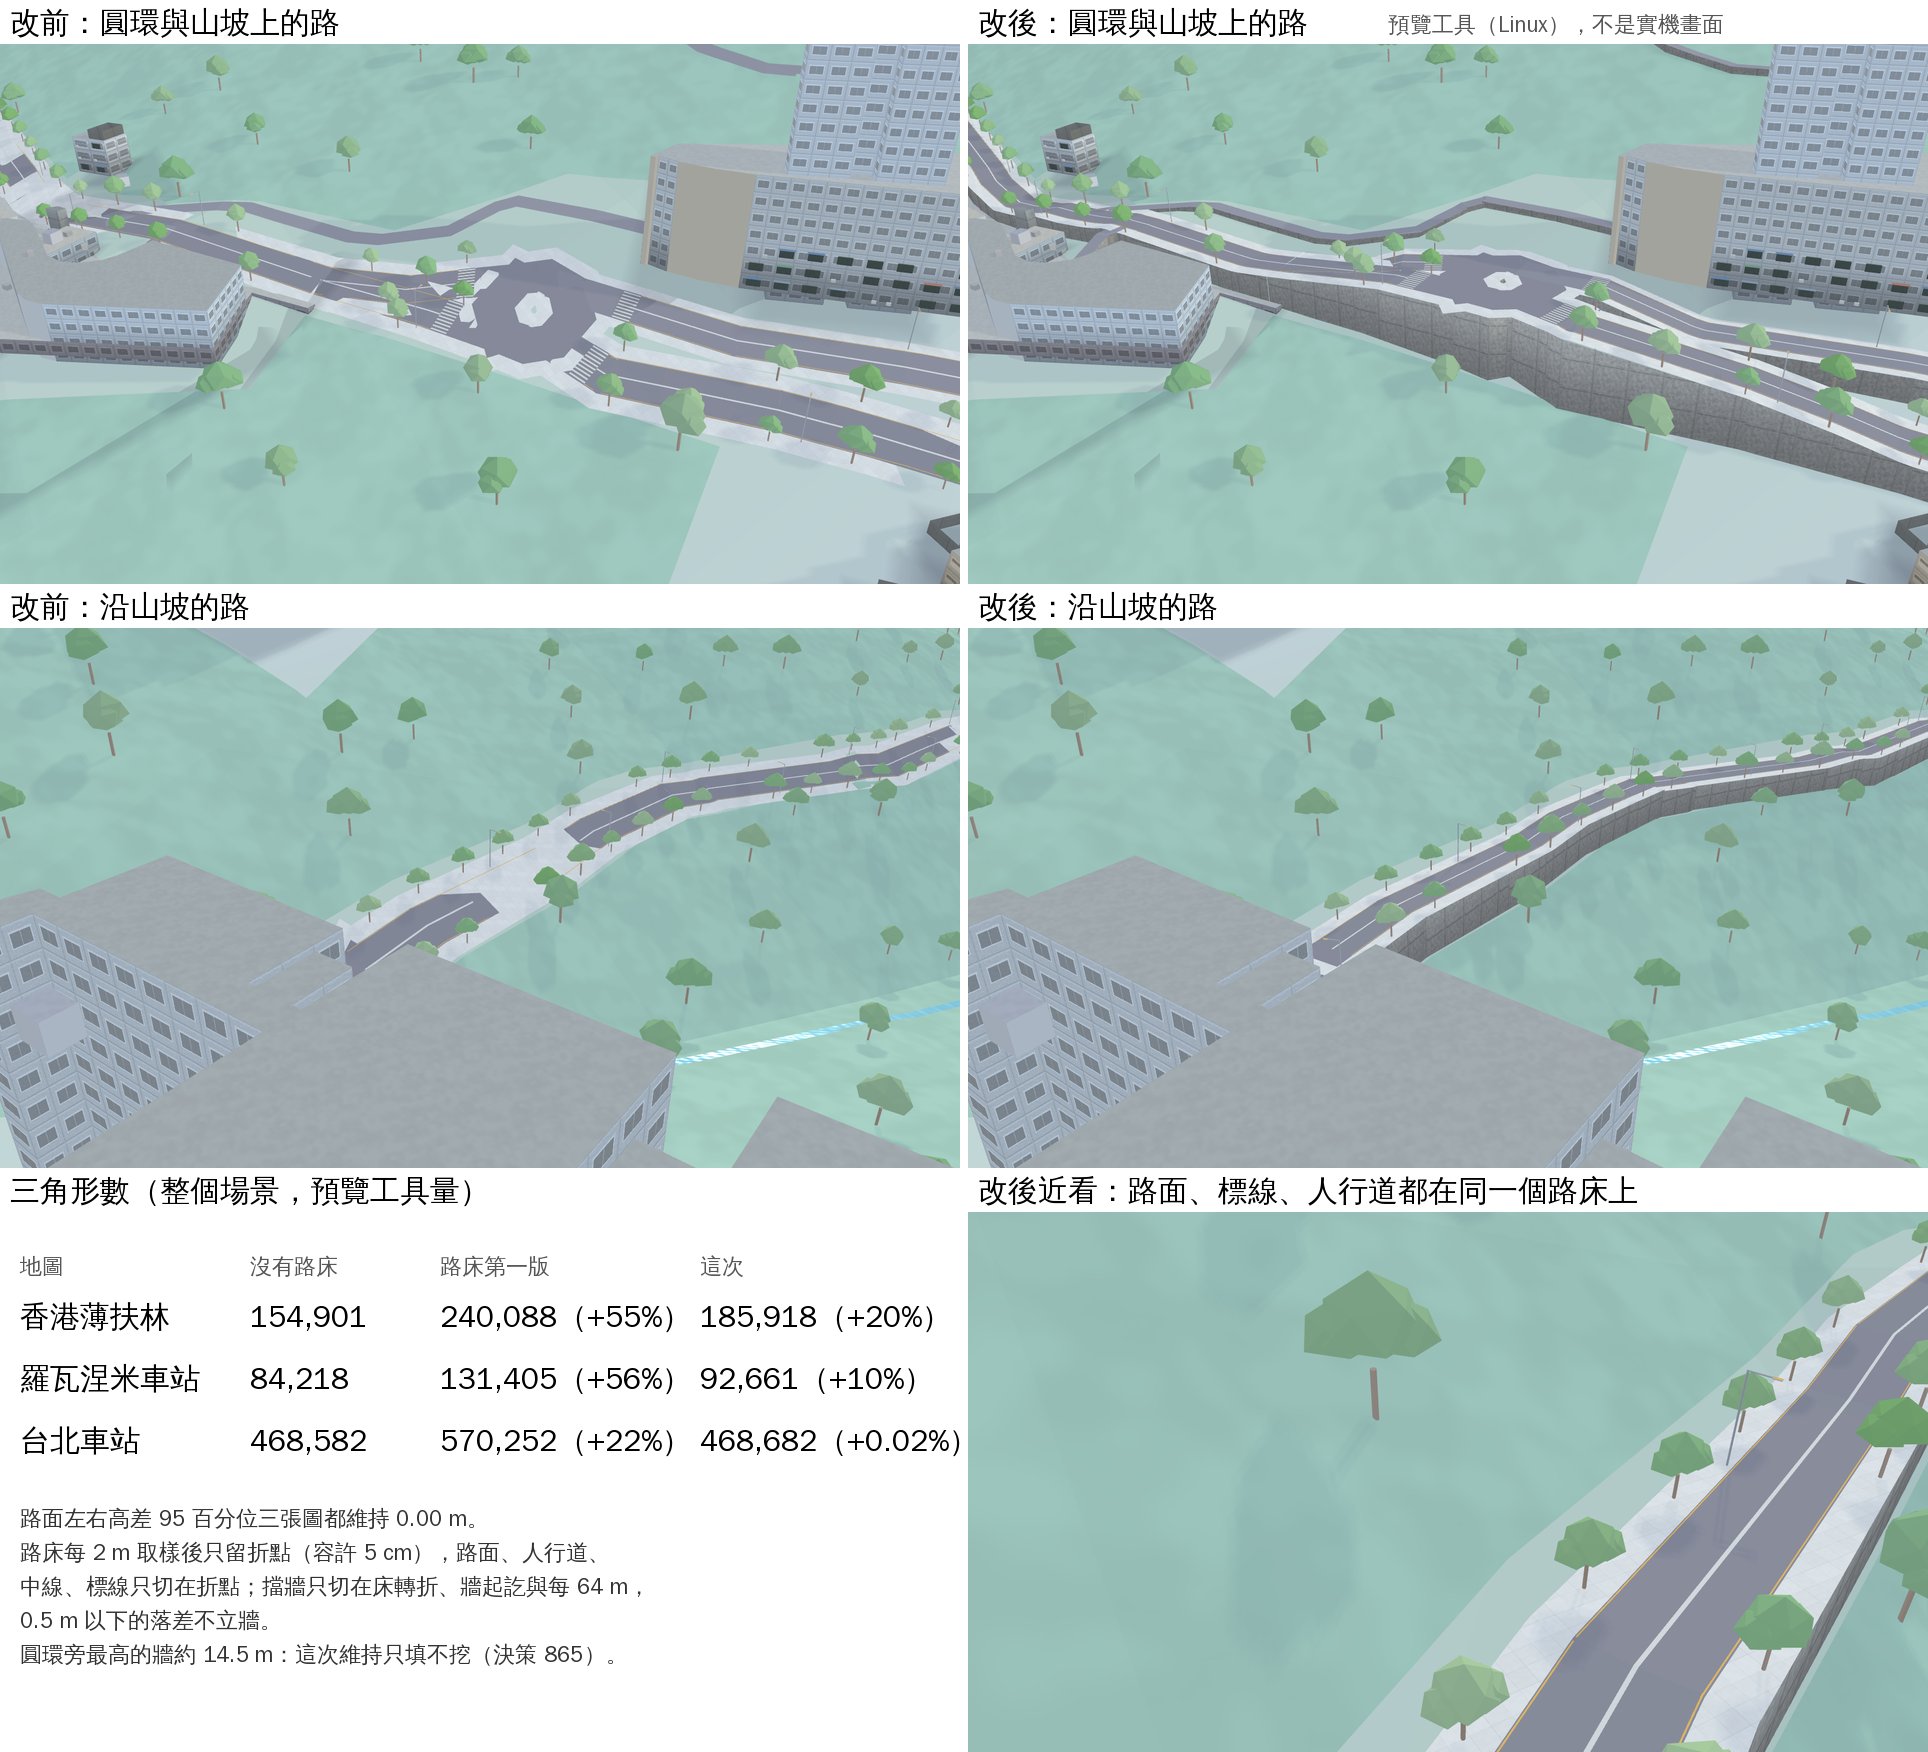 改前：圓環與山坡上的路
改後：圓環與山坡上的路
預覽工具（Linux），不是實機畫面
改前：沿山坡的路
改後：沿山坡的路
三角形數（整個場景，預覽工具量）
改後近看：路面、標線、人行道都在同一個路床上
地圖 沒有路床 路床第一版 這次
香港薄扶林 154,901 240,088（+55%） 185,918（+20%）
羅瓦涅米車站 84,218 131,405（+56%） 92,661（+10%）
台北車站 468,582 570,252（+22%） 468,682（+0.02%）
路面左右高差 95 百分位三張圖都維持 0.00 m。
路床每 2 m 取樣後只留折點（容許 5 cm），路面、人行道、
中線、標線只切在折點；擋牆只切在床轉折、牆起訖與每 64 m，
0.5 m 以下的落差不立牆。
圓環旁最高的牆約 14.5 m：這次維持只填不挖（決策 865）。